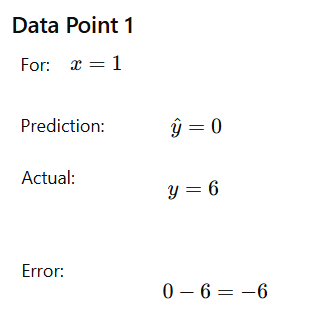 Data Point 1
For: x = 1
Prediction: ŷ = 0
Actual:
y = 6
Error:
0 − 6 = −6